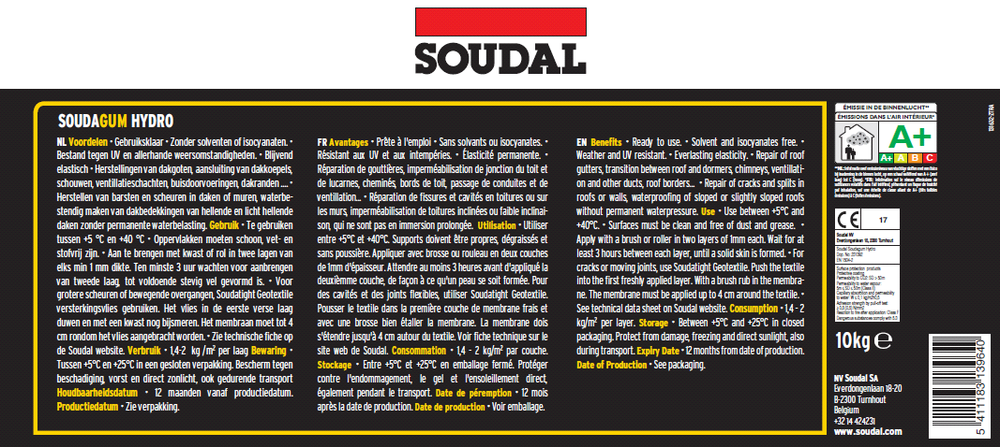 SOUDAL
SOUDAGUM HYDRO
NL Voordelen • Gebruiksklaar • Zonder solventen of isocyanaten. •
Bestand tegen UV en allerhande weersomstandigheden. • Blijvend
elastisch • Herstellingen van dakgoten, aansluiting van dakkoepels,
schouwen, ventilatieschachten, buisdoorvoeringen, dakranden .... •
Herstellen van barsten en scheuren in daken of muren, waterbe-
stendig maken van dakbedekkingen van hellende en licht hellende
daken zonder permanente waterbelasting. Gebruik • Te gebruiken
tussen +5 °C en +40 °C • Oppervlakken moeten schoon, vet- en
stofvrij zijn. • Aan te brengen met kwast of rol in twee lagen van
elks min 1 mm dikte. Ten minste 3 uur wachten voor aanbrengen
van tweede laag, tot voldoende stevig vel gevormd is. • Voor
grotere scheuren of bewegende overgangen, Soudatight Geotextile
versterkingsvlies gebruiken. Het vlies in de eerste verse laag
duwen en met een kwast nog bijsmeren. Het membraan moet tot 4
cm rondom het vlies aangebracht worden. • Zie technische fiche op
de Soudal website. Verbruik • 1,4-2 kg /m² per laag Bewaring •
Tussen +5°C en +25°C in een gesloten verpakking. Bescherm tegen
beschadiging, vorst en direct zonlicht, ook gedurende transport
Houdbaarheidsdatum • 12 maanden vanaf productiedatum.
Productiedatum • Zie verpakking.
FR Avantages • Prête à l'emploi • Sans solvants ou isocyanates. •
Résistant aux UV et aux intempéries. • Élasticité permanente. •
Réparation de gouttières, imperméabilisation de jonction du toit et
de lucarnes, cheminés, bords de toit, passage de conduites et de
ventilation... • Réparation de fissures et cavités en toitures ou sur
les murs, imperméabilisation de toitures inclinées ou faible inclinai-
son, qui ne sont pas en immersion prolongée. Utilisation • Utiliser
entre +5°C et +40°C. Supports doivent être propres, dégraissés et
sans poussière. Appliquer avec brosse ou rouleau en deux couches
de 1mm d'épaisseur. Attendre au moins 3 heures avant d'appliqué la
deuxièmme couche, de façon à ce qu'un peau se soit formée. Pour
des cavités et des joints flexibles, utiliser Soudatight Geotextile.
Pousser le textile dans la première couche de membrane frais et
avec une brosse bien étaller la membrane. La membrane dois
s'étendre jusqu'à 4 cm autour du textile. Voir fiche technique sur le
site web de Soudal. Consommation • 1,4 - 2 kg/m² par couche.
Stockage • Entre +5°C et +25°C en emballage fermé. Protéger
contre l'endommagement, le gel et l'ensoleillement direct,
également pendant le transport. Date de péremption • 12 mois
après la date de production. Date de production • Voir emballage.
EN Benefits • Ready to use. • Solvent and isocyanates free. •
Weather and UV resistant. • Everlasting elasticity. • Repair of roof
gutters, transition between roof and dormers, chimneys, ventillati-
on and other ducts, roof borders... • Repair of cracks and splits in
roofs or walls, waterproofing of sloped or slightly sloped roofs
without permanent waterpressure. Use • Use between +5°C and
+40°C. • Surfaces must be clean and free of dust and grease. •
Apply with a brush or roller in two layers of 1mm each. Wait for at
least 3 hours between each layer, until a solid skin is formed. • For
cracks or moving joints, use Soudatight Geotextile. Push the textile
into the first freshly applied layer. With a brush rub in the membra-
ne. The membrane must be applied up to 4 cm around the textile. •
See technical data sheet on Soudal website. Consumption • 1,4 - 2
kg/m² per layer. Storage • Between +5°C and +25°C in closed
packaging. Protect from damage, freezing and direct sunlight, also
during transport. Expiry Date • 12 months from date of production.
Date of Production • See packaging.
ÉMISSIE IN DE BINNENLUCHT**
ÉMISSIONS DANS L'AIR INTÉRIEUR*
A+
A+ A B C
CE 17
Soudal NV
Everdongenlaan 18, 2300 Turnhout
Soudal Soudagum Hydro
EN 1504-2
Surface protection products
Protective coating
10kg e
NV Soudal SA
Everdongenlaan 18-20
B-2300 Turnhout
Belgium
+32 14 424231
www.soudal.com
5 411183 139640